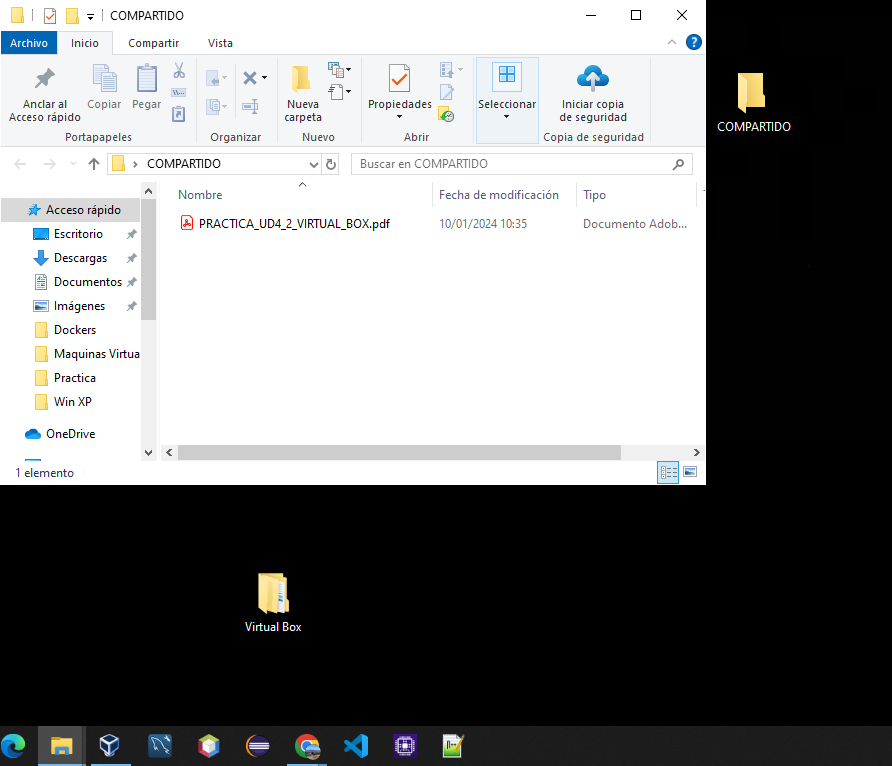 COMPARTIDO
Archivo Inicio Compartir Vista
Anclar al
Acceso rápido
Copiar
Pegar
Nueva
carpeta
Propiedades
Seleccionar
Iniciar copia
de seguridad
Portapapeles
Organizar
Nuevo
Abrir
Copia de seguridad
COMPARTIDO
Buscar en COMPARTIDO
Nombre Fecha de modificación Tipo
PRACTICA_UD4_2_VIRTUAL_BOX.pdf 10/01/2024 10:35 Documento Adob...
Acceso rápido
Escritorio
Descargas
Documentos
Imágenes
Dockers
Maquinas Virtua
Practica
Win XP
OneDrive
1 elemento
COMPARTIDO
Virtual Box